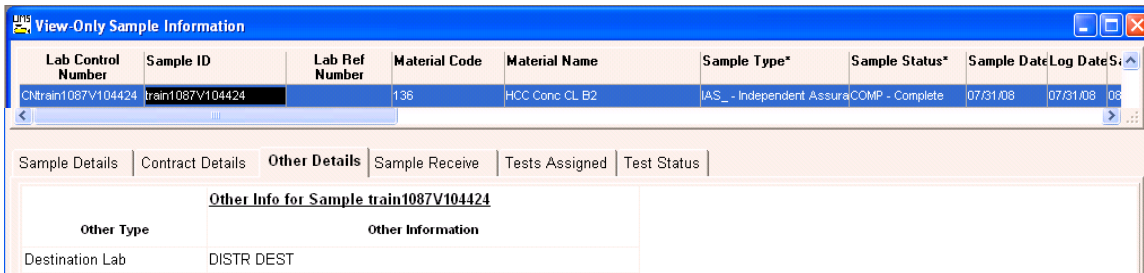 LIMS
View-Only Sample Information
Lab Control Number Sample ID Lab Ref Number Material Code Material Name Sample Type* Sample Status* Sample Date Log Date Sa
CNtrain1087V104424 train1087V104424 136 HCC Conc CL B2 IAS_ - Independent Assura COMP - Complete 07/31/08 07/31/08 08
Sample Details Contract Details Other Details Sample Receive Tests Assigned Test Status
Other Info for Sample train1087V104424
Other Type Other Information
Destination Lab DISTR DEST